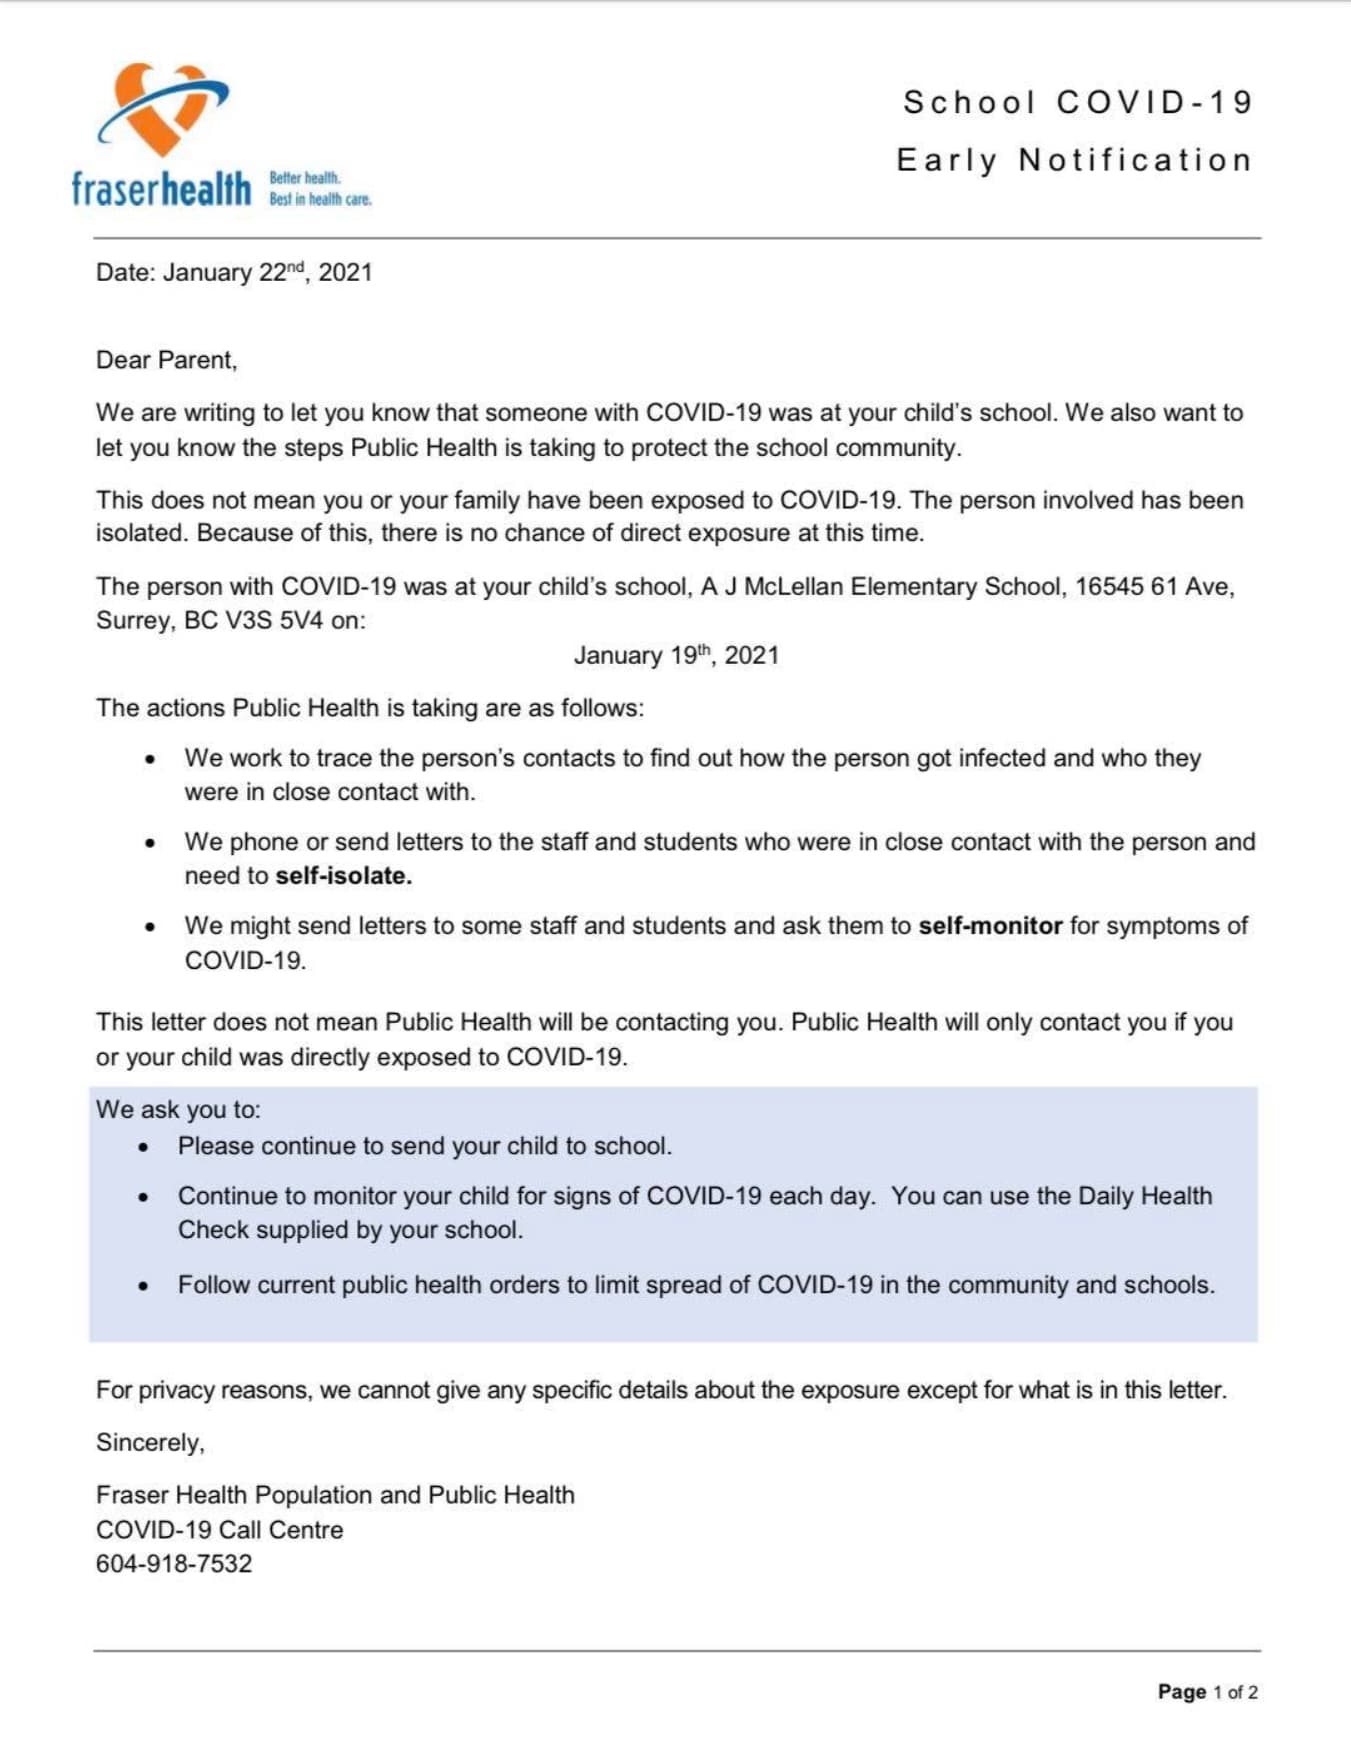 School COVID-19
Early Notification
fraserhealth
Better health.
Best in health care.
Date: January 22nd, 2021
Dear Parent,
We are writing to let you know that someone with COVID-19 was at your child's school. We also want to
let you know the steps Public Health is taking to protect the school community.
This does not mean you or your family have been exposed to COVID-19. The person involved has been
isolated. Because of this, there is no chance of direct exposure at this time.
The person with COVID-19 was at your child's school, A J McLellan Elementary School, 16545 61 Ave,
Surrey, BC V3S 5V4 on:
January 19th, 2021
The actions Public Health is taking are as follows:
• We work to trace the person's contacts to find out how the person got infected and who they
were in close contact with.
• We phone or send letters to the staff and students who were in close contact with the person and
need to self-isolate.
• We might send letters to some staff and students and ask them to self-monitor for symptoms of
COVID-19.
This letter does not mean Public Health will be contacting you. Public Health will only contact you if you
or your child was directly exposed to COVID-19.
We ask you to:
• Please continue to send your child to school.
• Continue to monitor your child for signs of COVID-19 each day. You can use the Daily Health
Check supplied by your school.
• Follow current public health orders to limit spread of COVID-19 in the community and schools.
For privacy reasons, we cannot give any specific details about the exposure except for what is in this letter.
Sincerely,
Fraser Health Population and Public Health
COVID-19 Call Centre
604-918-7532
Page 1 of 2